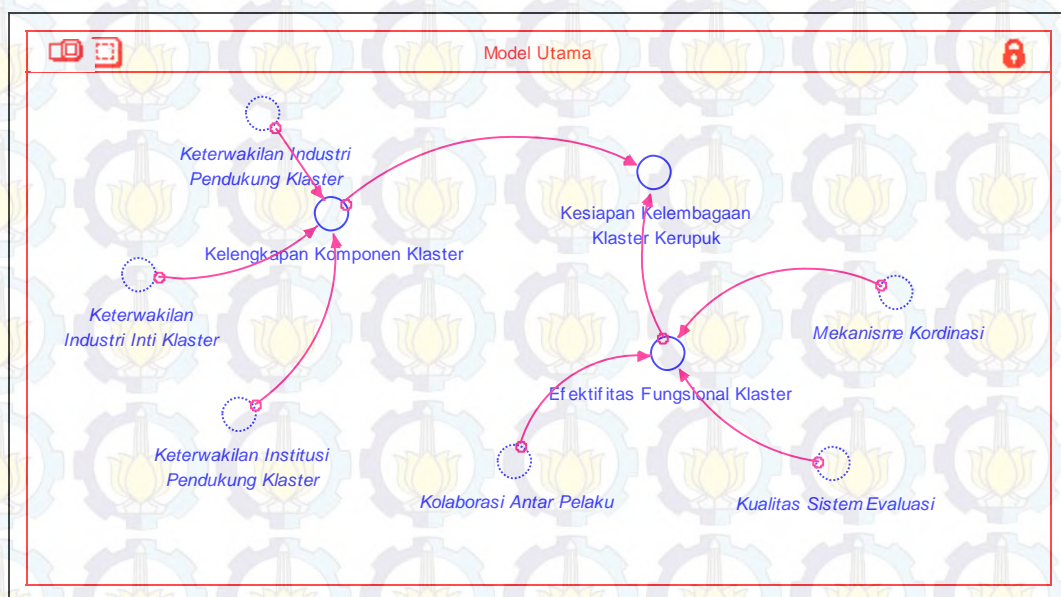 Model Utama
Keterwakilan Industri
Pendukung Klaster
Kesiapan Kelembagaan
Klaster Kerupuk
Kelengkapan Komponen Klaster
Keterwakilan
Industri Inti Klaster
Mekanisme Kordinasi
Efektifitas Fungsional Klaster
Keterwakilan Institusi
Pendukung Klaster
Kolaborasi Antar Pelaku
Kualitas Sistem Evaluasi